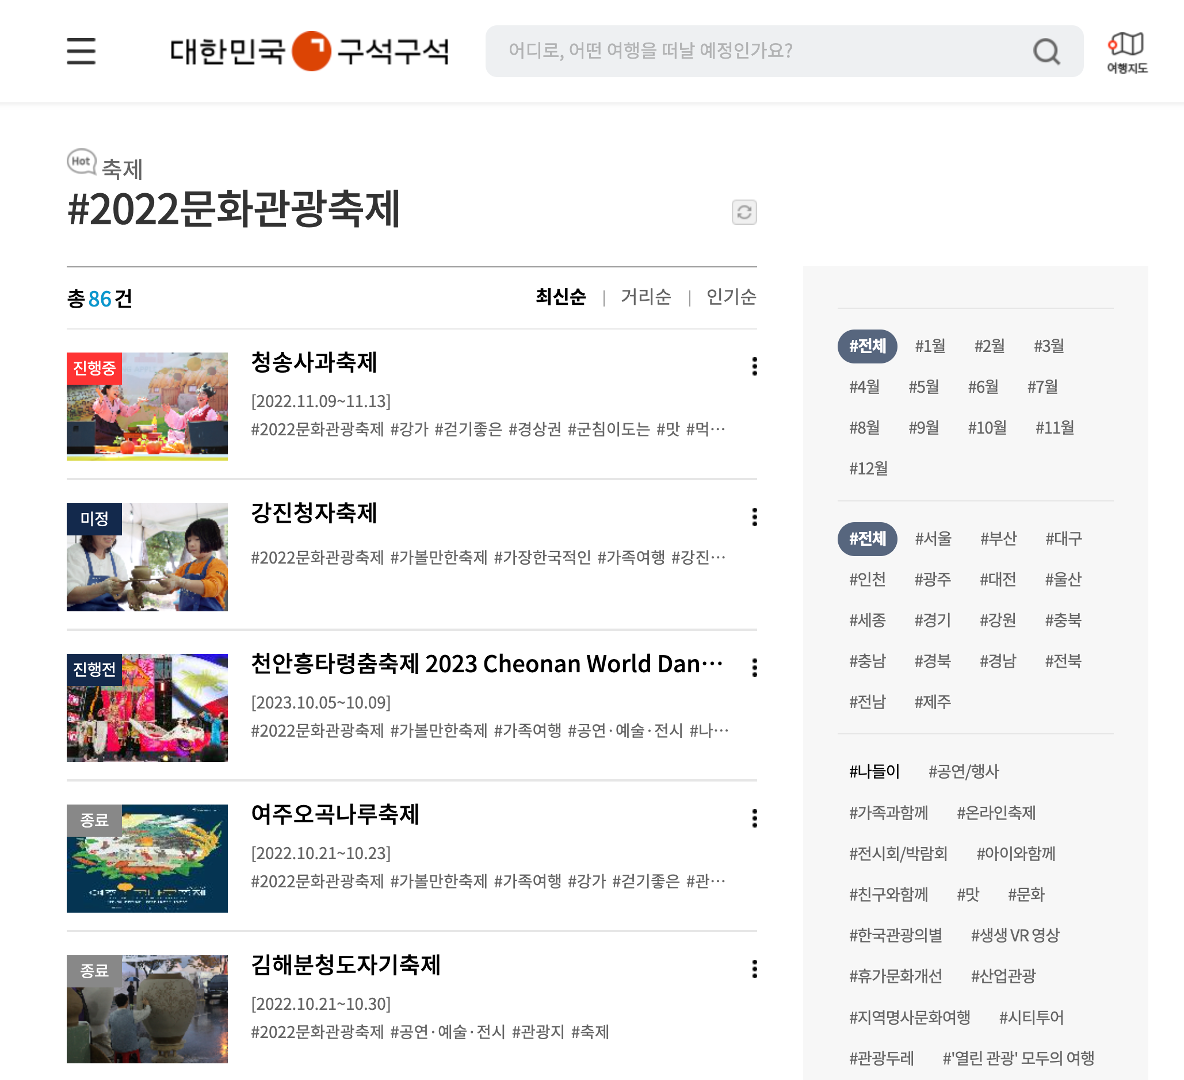 대한민국 구석구석
어디로, 어떤 여행을 떠날 예정인가요?
여행지도
Hot 축제
#2022문화관광축제
총 86 건
최신순 | 거리순 | 인기순
진행중
청송사과축제
[2022.11.09~11.13]
#2022문화관광축제 #강가 #걷기좋은 #경상권 #군침이도는 #맛 #먹…
미정
강진청자축제
#2022문화관광축제 #가볼만한축제 #가장한국적인 #가족여행 #강진…
진행전
천안흥타령춤축제 2023 Cheonan World Dan…
[2023.10.05~10.09]
#2022문화관광축제 #가볼만한축제 #가족여행 #공연·예술·전시 #나…
종료
여주오곡나루축제
[2022.10.21~10.23]
#2022문화관광축제 #가볼만한축제 #가족여행 #강가 #걷기좋은 #관…
종료
김해분청도자기축제
[2022.10.21~10.30]
#2022문화관광축제 #공연·예술·전시 #관광지 #축제
#전체 #1월 #2월 #3월
#4월 #5월 #6월 #7월
#8월 #9월 #10월 #11월
#12월
#전체 #서울 #부산 #대구
#인천 #광주 #대전 #울산
#세종 #경기 #강원 #충북
#충남 #경북 #경남 #전북
#전남 #제주
#나들이 #공연/행사
#가족과함께 #온라인축제
#전시회/박람회 #아이와함께
#친구와함께 #맛 #문화
#한국관광의별 #생생 VR 영상
#휴가문화개선 #산업관광
#지역명사문화여행 #시티투어
#관광두레 #'열린 관광' 모두의 여행